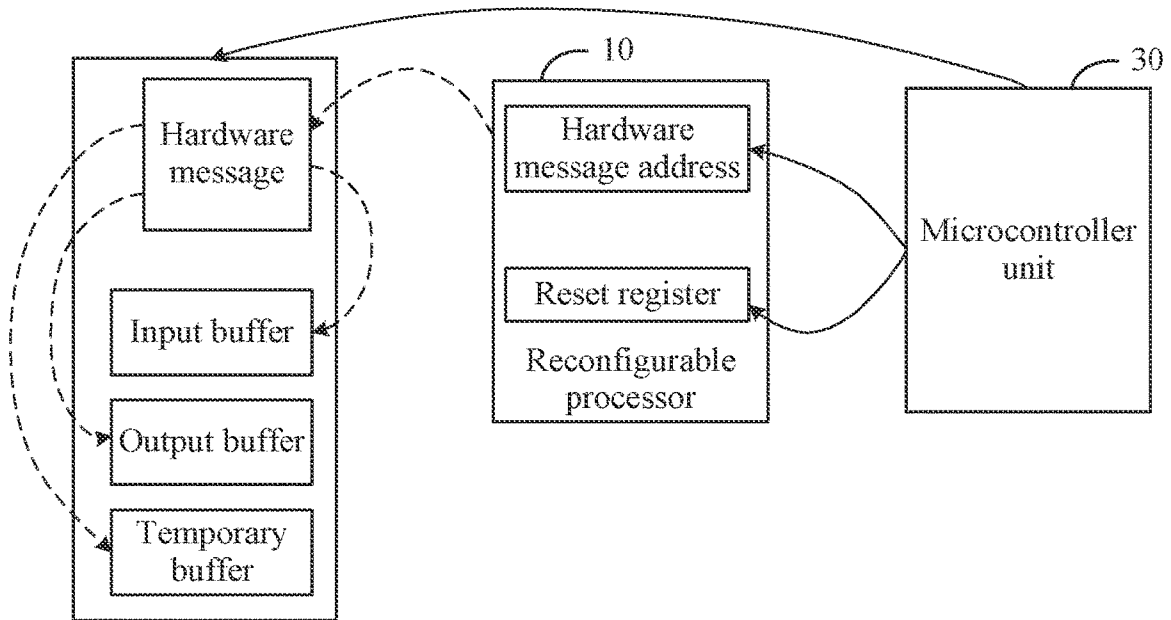 10
30
Hardware
message
Hardware
message address
Microcontroller
unit
Reset register
Input buffer
Reconfigurable
processor
Output buffer
Temporary
buffer